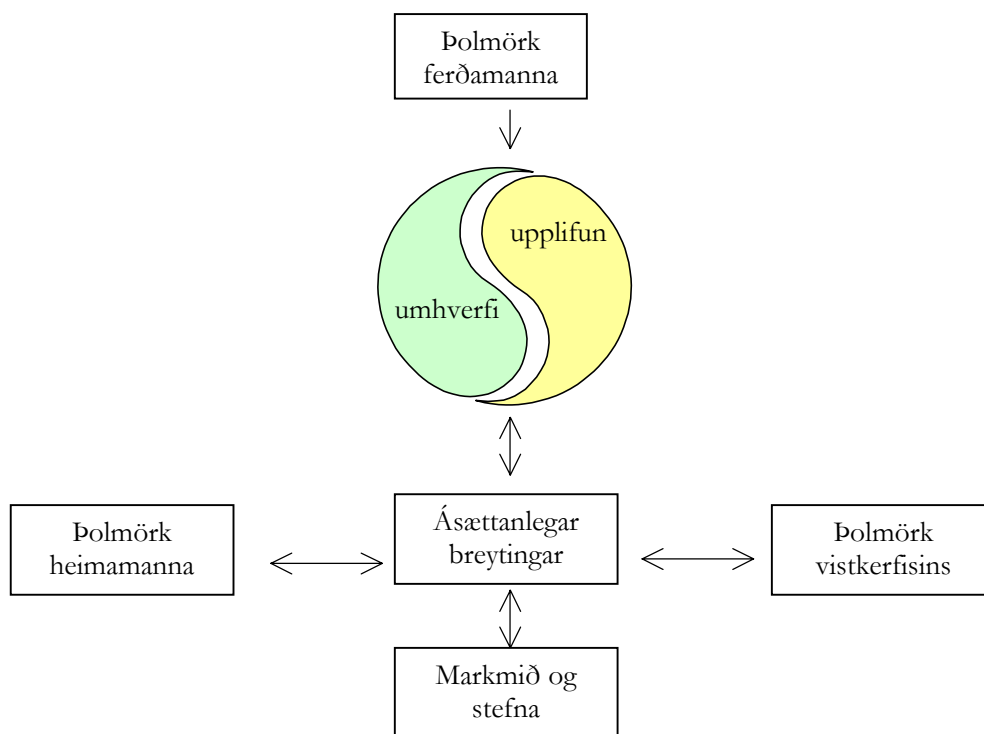 Þolmörk
ferðamanna
upplifun
umhverfi
Þolmörk
heimamanna
Ásættanlegar
breytingar
Þolmörk
vistkerfisins
Markmið og
stefna